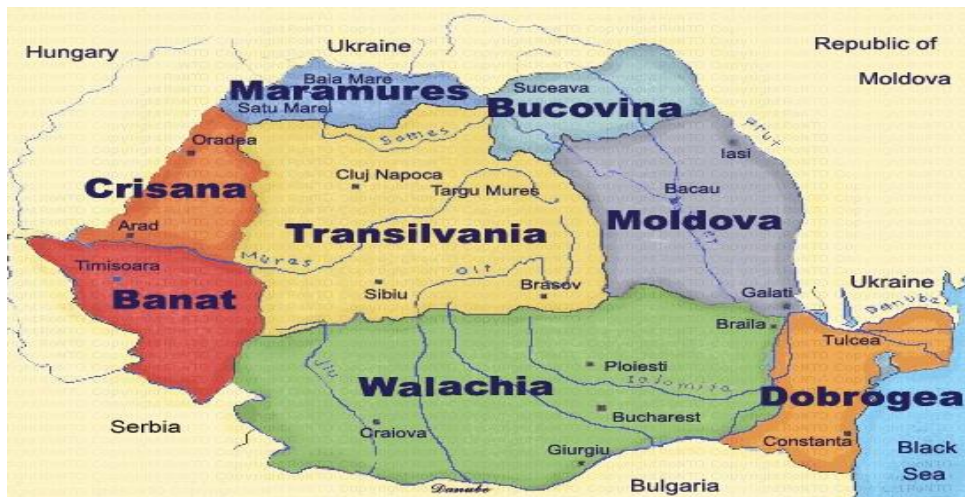 Hungary
Ukraine
Republic of
Moldova
Baia Mare
Maramures
Satu Marel
Suceava
Bucovina
Somes
Prut
Oradea
Iasi
Cluj Napoca
Crisana
Targu Mures
Bacau
Moldova
Arad
Transilvania
Mures
Timisoara
Olt
Banat
Sibiu
Brasov
Ukraine
Galati
Danube
Braila
Tulcea
Jiu
Ploiesti
Walachia
Ialomita
Dobrogea
Bucharest
Serbia
Craiova
Constanta
Giurgiu
Black
Sea
Danube
Bulgaria